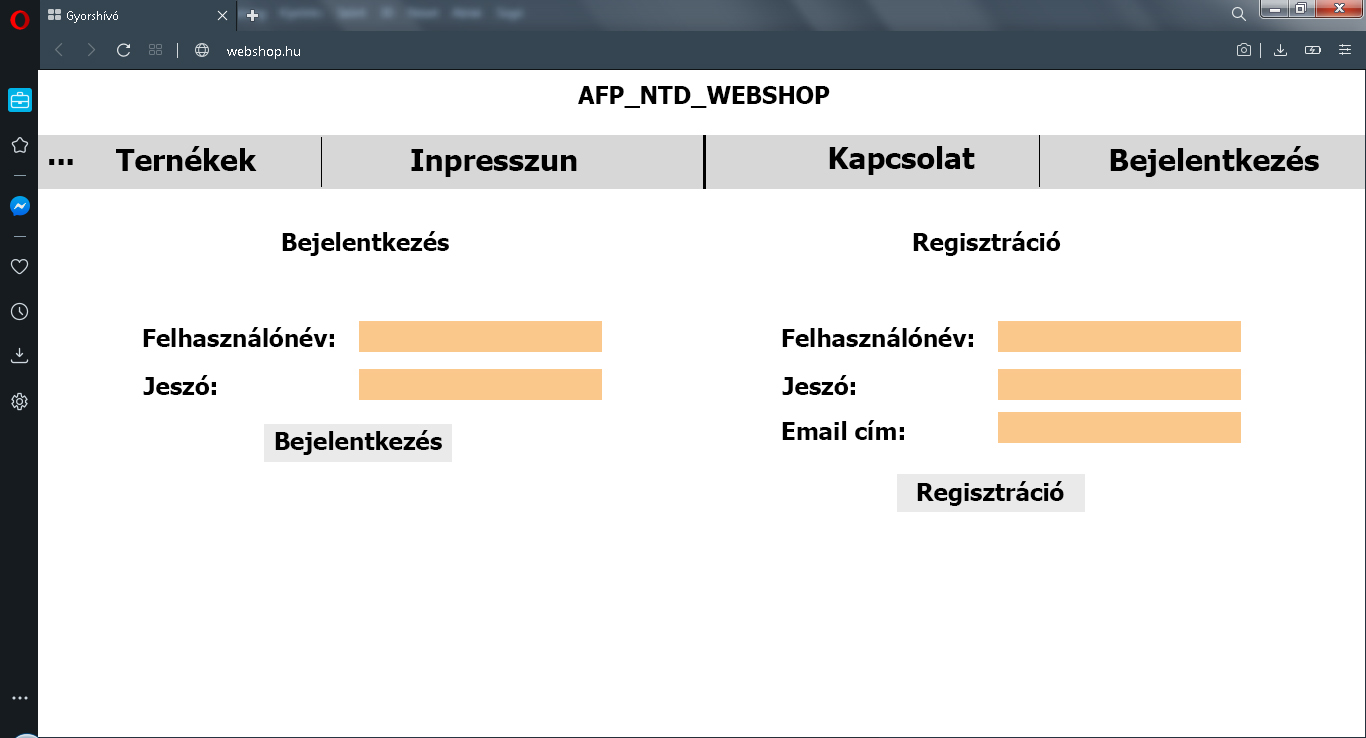 Gyorshívó
webshop.hu
AFP_NTD_WEBSHOP
... Ternékek Inpresszun Kapcsolat Bejelentkezés
Bejelentkezés
Felhasználónév:
Jeszó:
Bejelentkezés
Regisztráció
Felhasználónév:
Jeszó:
Email cím:
Regisztráció